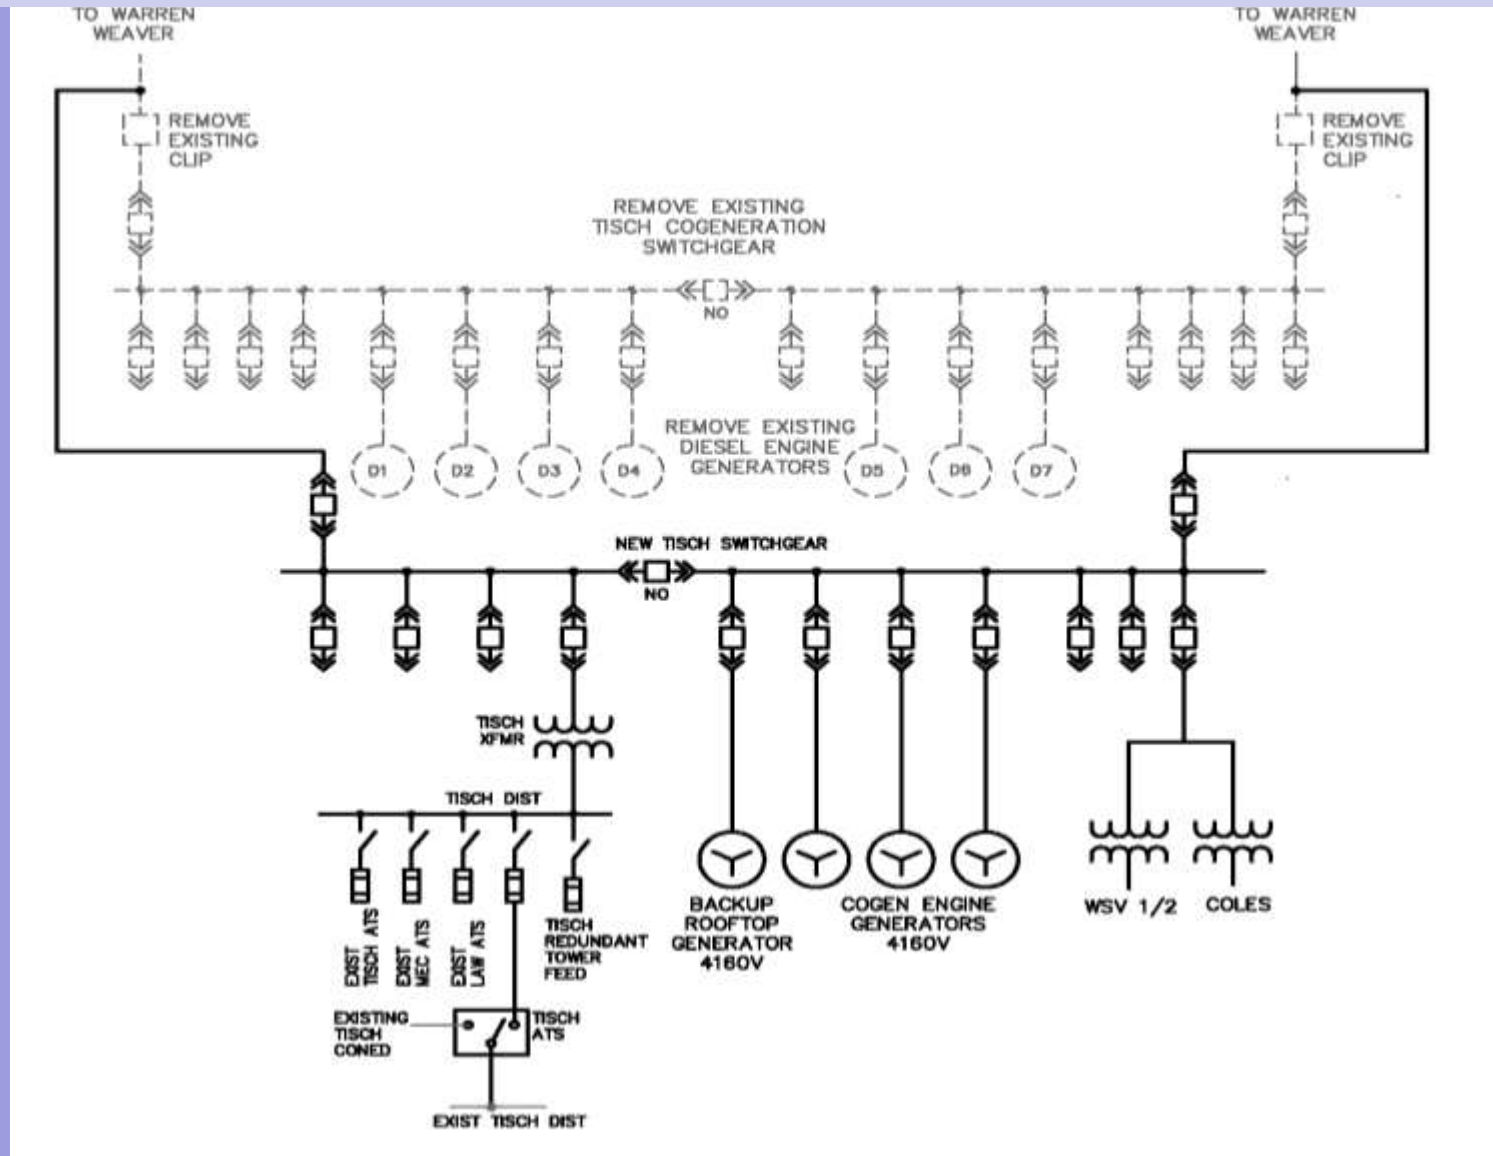 TO WARREN
WEAVER
TO WARREN
WEAVER
REMOVE
EXISTING
CLIP
REMOVE
EXISTING
CLIP
REMOVE EXISTING
TISCH COGENERATION
SWITCHGEAR
NO
REMOVE EXISTING
DIESEL ENGINE
GENERATORS
D1
D2
D3
D4
D5
D6
D7
NEW TISCH SWITCHGEAR
NO
TISCH
XFMR
TISCH DIST
EXIST
TISCH ATS
EXIST
MEC ATS
EXIST
LAW ATS
TISCH
REDUNDANT
TOWER
FEED
BACKUP
ROOFTOP
GENERATOR
4160V
COGEN ENGINE
GENERATORS
4160V
WSV 1/2
COLES
EXISTING
TISCH
CONED
TISCH
ATS
EXIST TISCH DIST